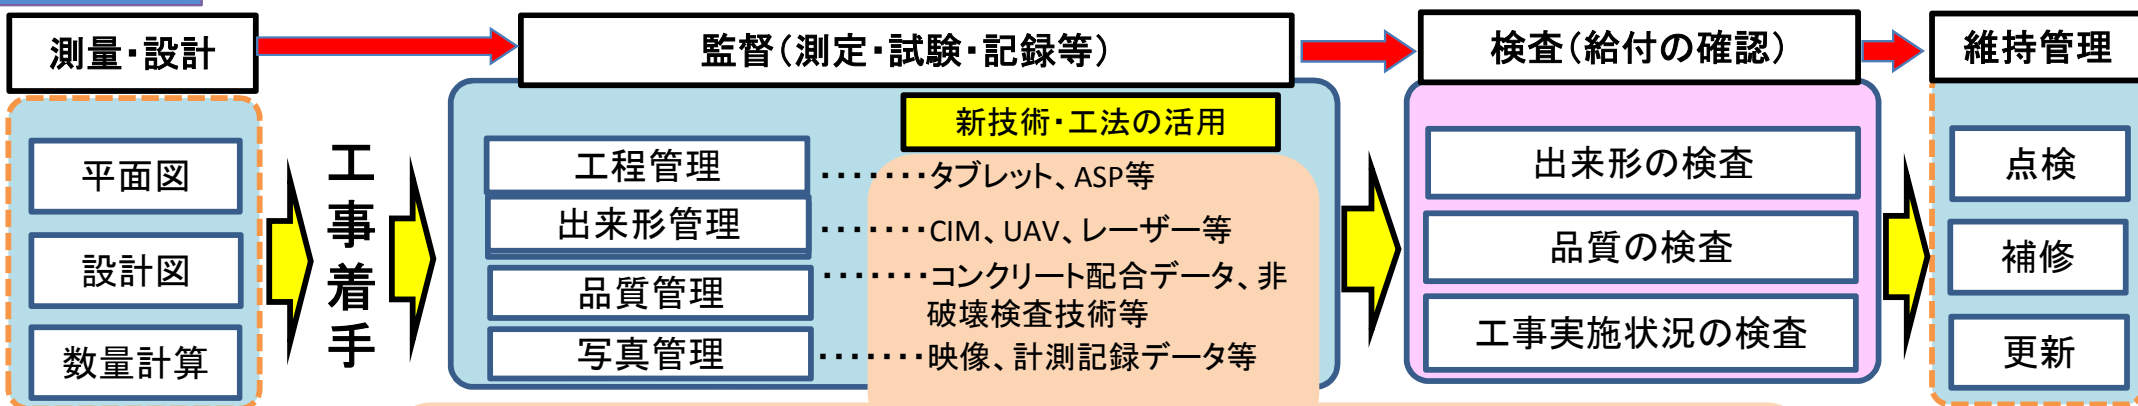 測量・設計
監督(測定・試験・記録等)
検査(給付の確認)
維持管理
平面図
設計図
数量計算
工事着手
新技術・工法の活用
工程管理 ・・・・・・・タブレット、ASP等
出来形管理 ・・・・・・・CIM、UAV、レーザー等
品質管理 ・・・・・・・コンクリート配合データ、非
破壊検査技術等
写真管理 ・・・・・・・映像、計測記録データ等
出来形の検査
品質の検査
工事実施状況の検査
点検
補修
更新